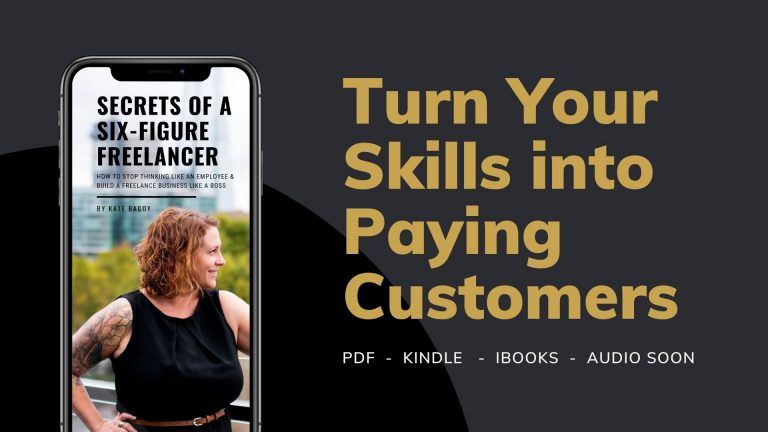 SECRETS OF A
SIX-FIGURE
FREELANCER
HOW TO STOP THINKING LIKE AN EMPLOYEE &
BUILD A FREELANCE BUSINESS LIKE A BOSS
BY KATE BAGOY
Turn Your
Skills into
Paying
Customers
PDF - KINDLE - IBOOKS - AUDIO SOON